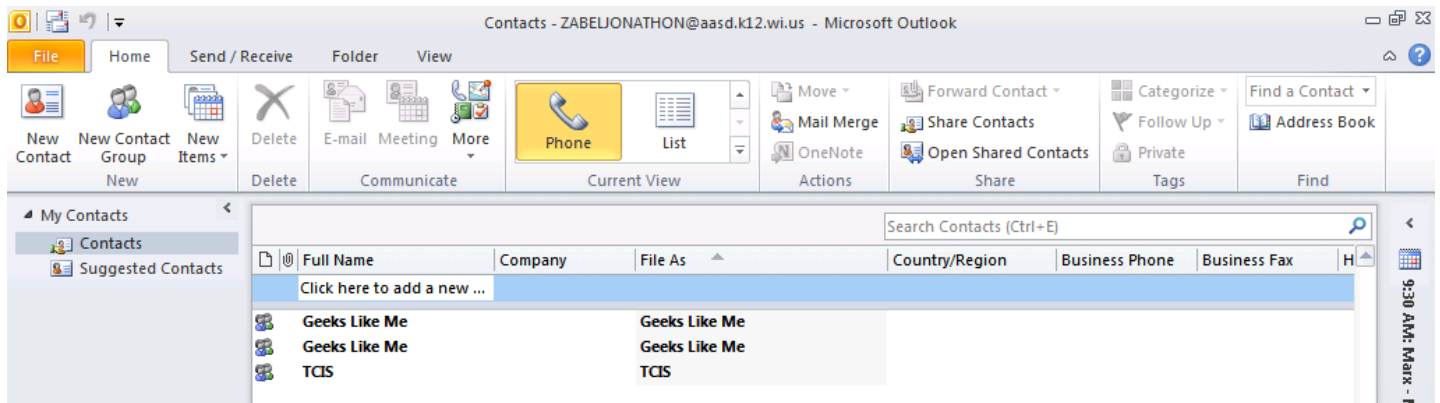 Contacts - ZABELJONATHON@aasd.k12.wi.us - Microsoft Outlook
File Home Send / Receive Folder View
New Contact New Contact Group New Items Delete E-mail Meeting More Phone List Move Mail Merge OneNote Forward Contact Share Contacts Open Shared Contacts Categorize Follow Up Private Find a Contact Address Book
New Delete Communicate Current View Actions Share Tags Find
My Contacts
Contacts
Suggested Contacts
Search Contacts (Ctrl+E)
Full Name Company File As Country/Region Business Phone Business Fax H
Click here to add a new ...
Geeks Like Me Geeks Like Me
Geeks Like Me Geeks Like Me
TCIS TCIS
9:30 AM: Marx -